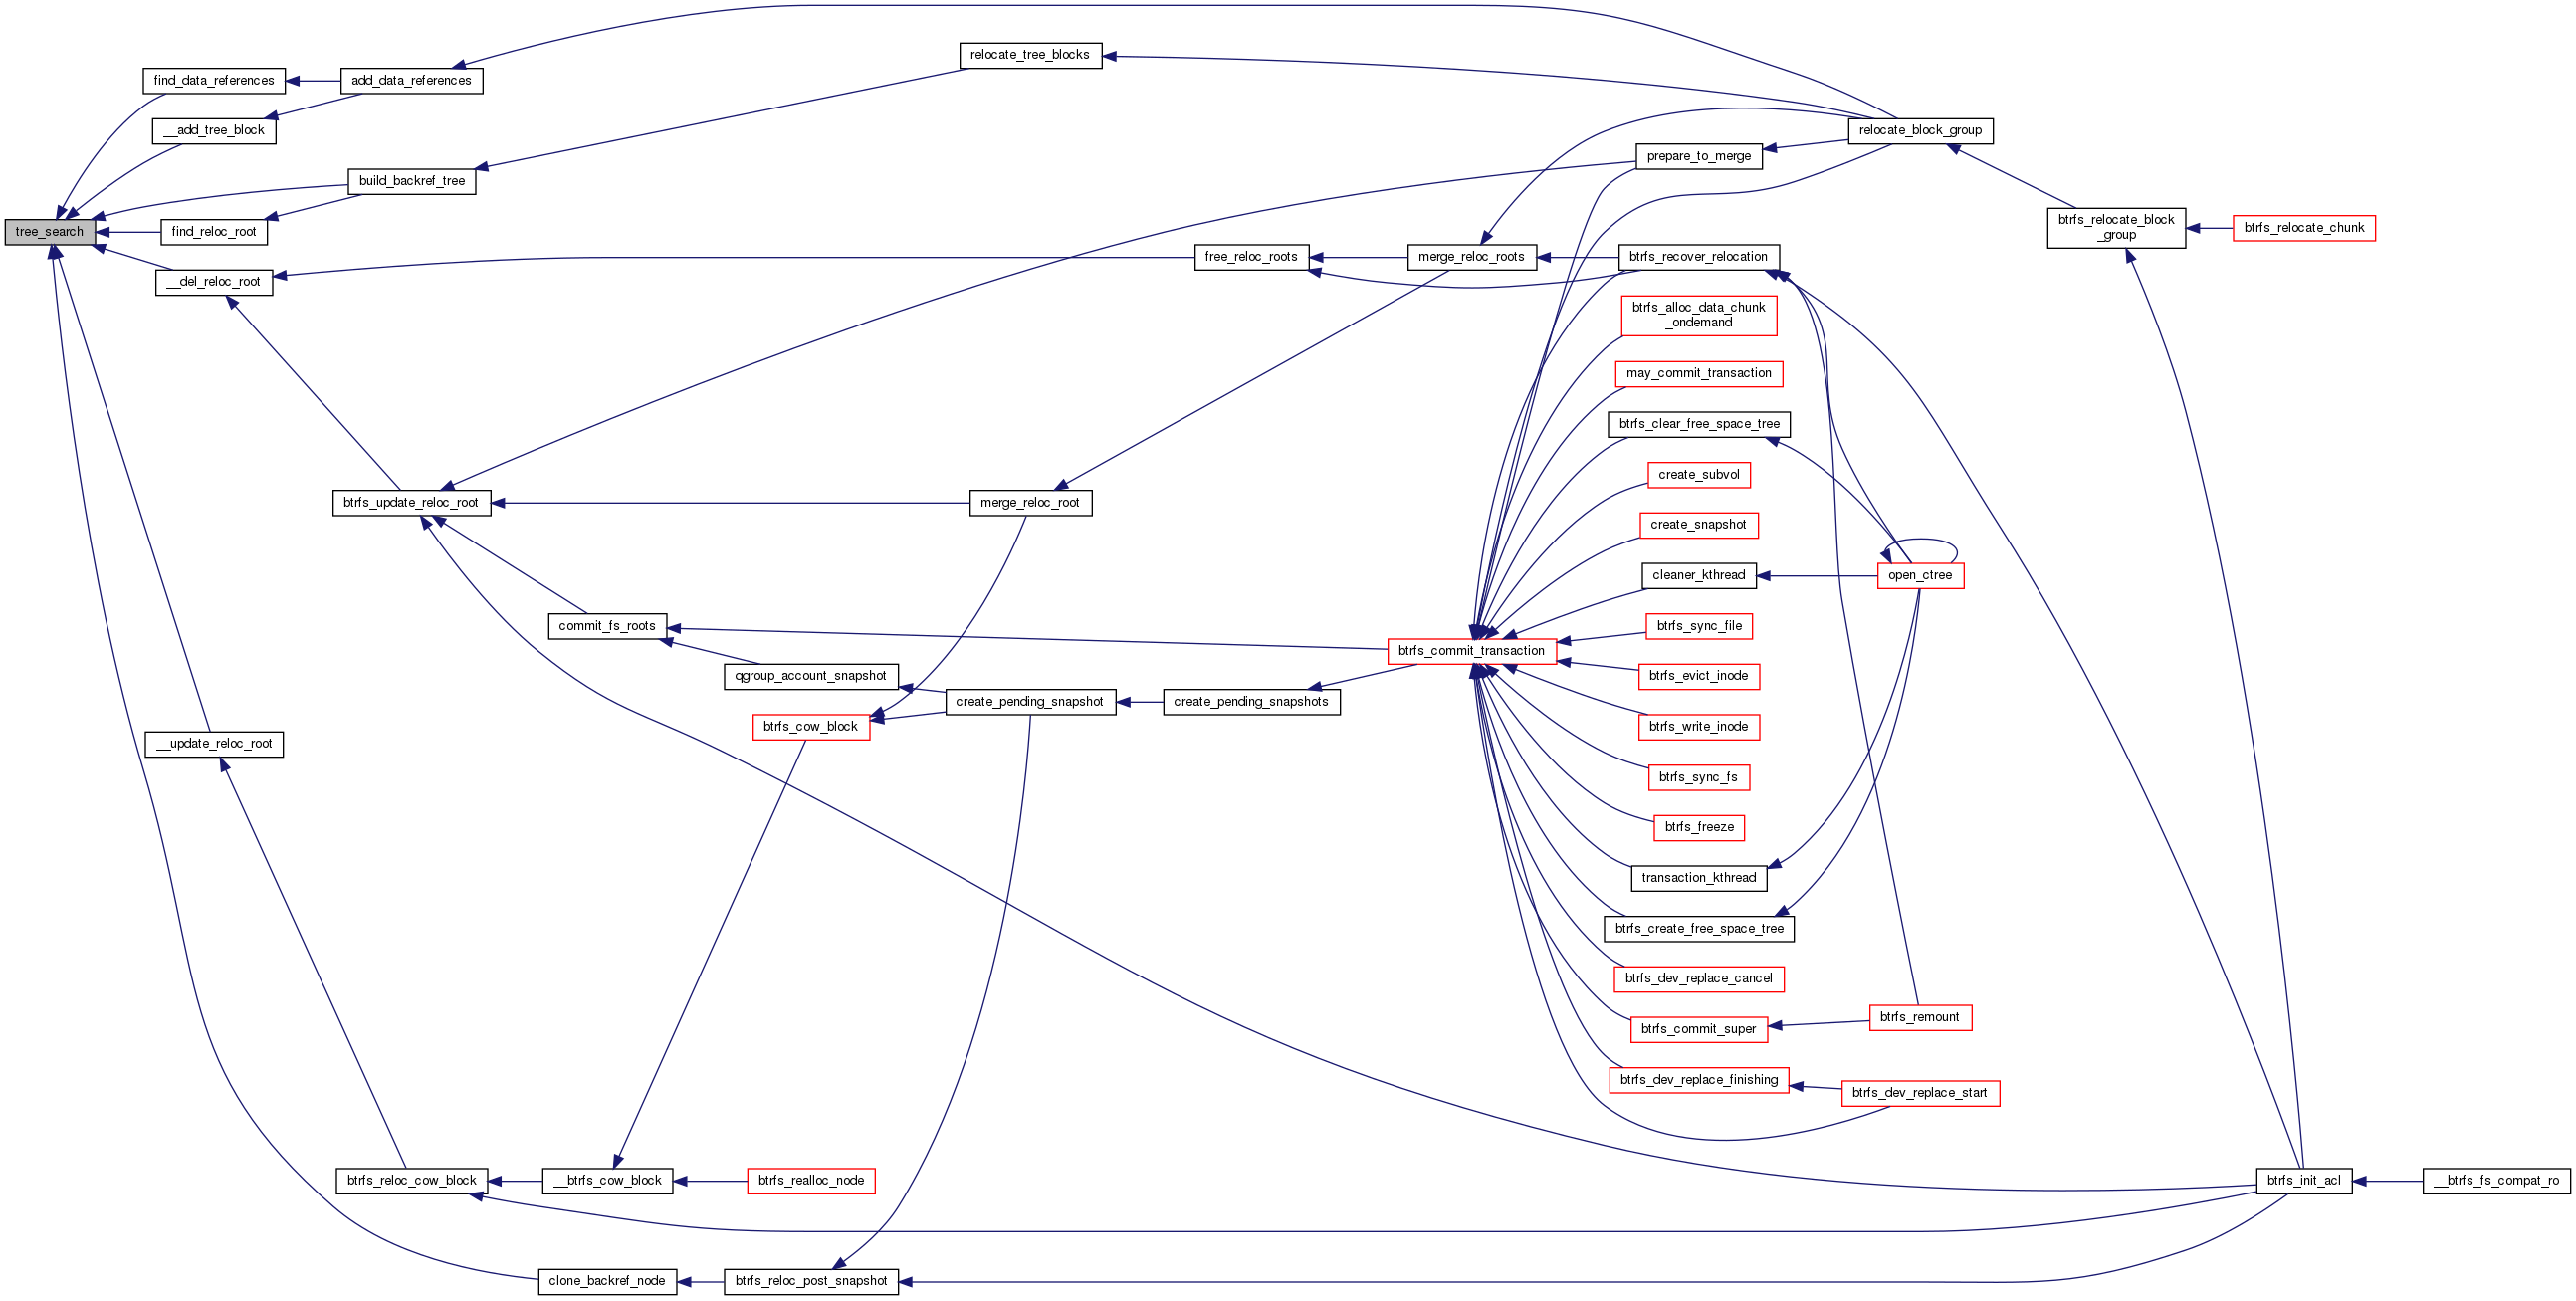 relocate_tree_blocks
find_data_references
add_data_references
__add_tree_block
relocate_block_group
prepare_to_merge
build_backref_tree
tree_search
find_reloc_root
btrfs_relocate_block
_group
btrfs_relocate_chunk
free_reloc_roots
merge_reloc_roots
btrfs_recover_relocation
__del_reloc_root
btrfs_alloc_data_chunk
_ondemand
may_commit_transaction
btrfs_clear_free_space_tree
create_subvol
btrfs_update_reloc_root
merge_reloc_root
create_snapshot
cleaner_kthread
open_ctree
commit_fs_roots
btrfs_sync_file
btrfs_commit_transaction
qgroup_account_snapshot
btrfs_evict_inode
create_pending_snapshot
create_pending_snapshots
btrfs_cow_block
btrfs_write_inode
__update_reloc_root
btrfs_sync_fs
btrfs_freeze
transaction_kthread
btrfs_create_free_space_tree
btrfs_dev_replace_cancel
btrfs_remount
btrfs_commit_super
btrfs_dev_replace_finishing
btrfs_dev_replace_start
btrfs_reloc_cow_block
__btrfs_cow_block
btrfs_realloc_node
btrfs_init_acl
__btrfs_fs_compat_ro
clone_backref_node
btrfs_reloc_post_snapshot